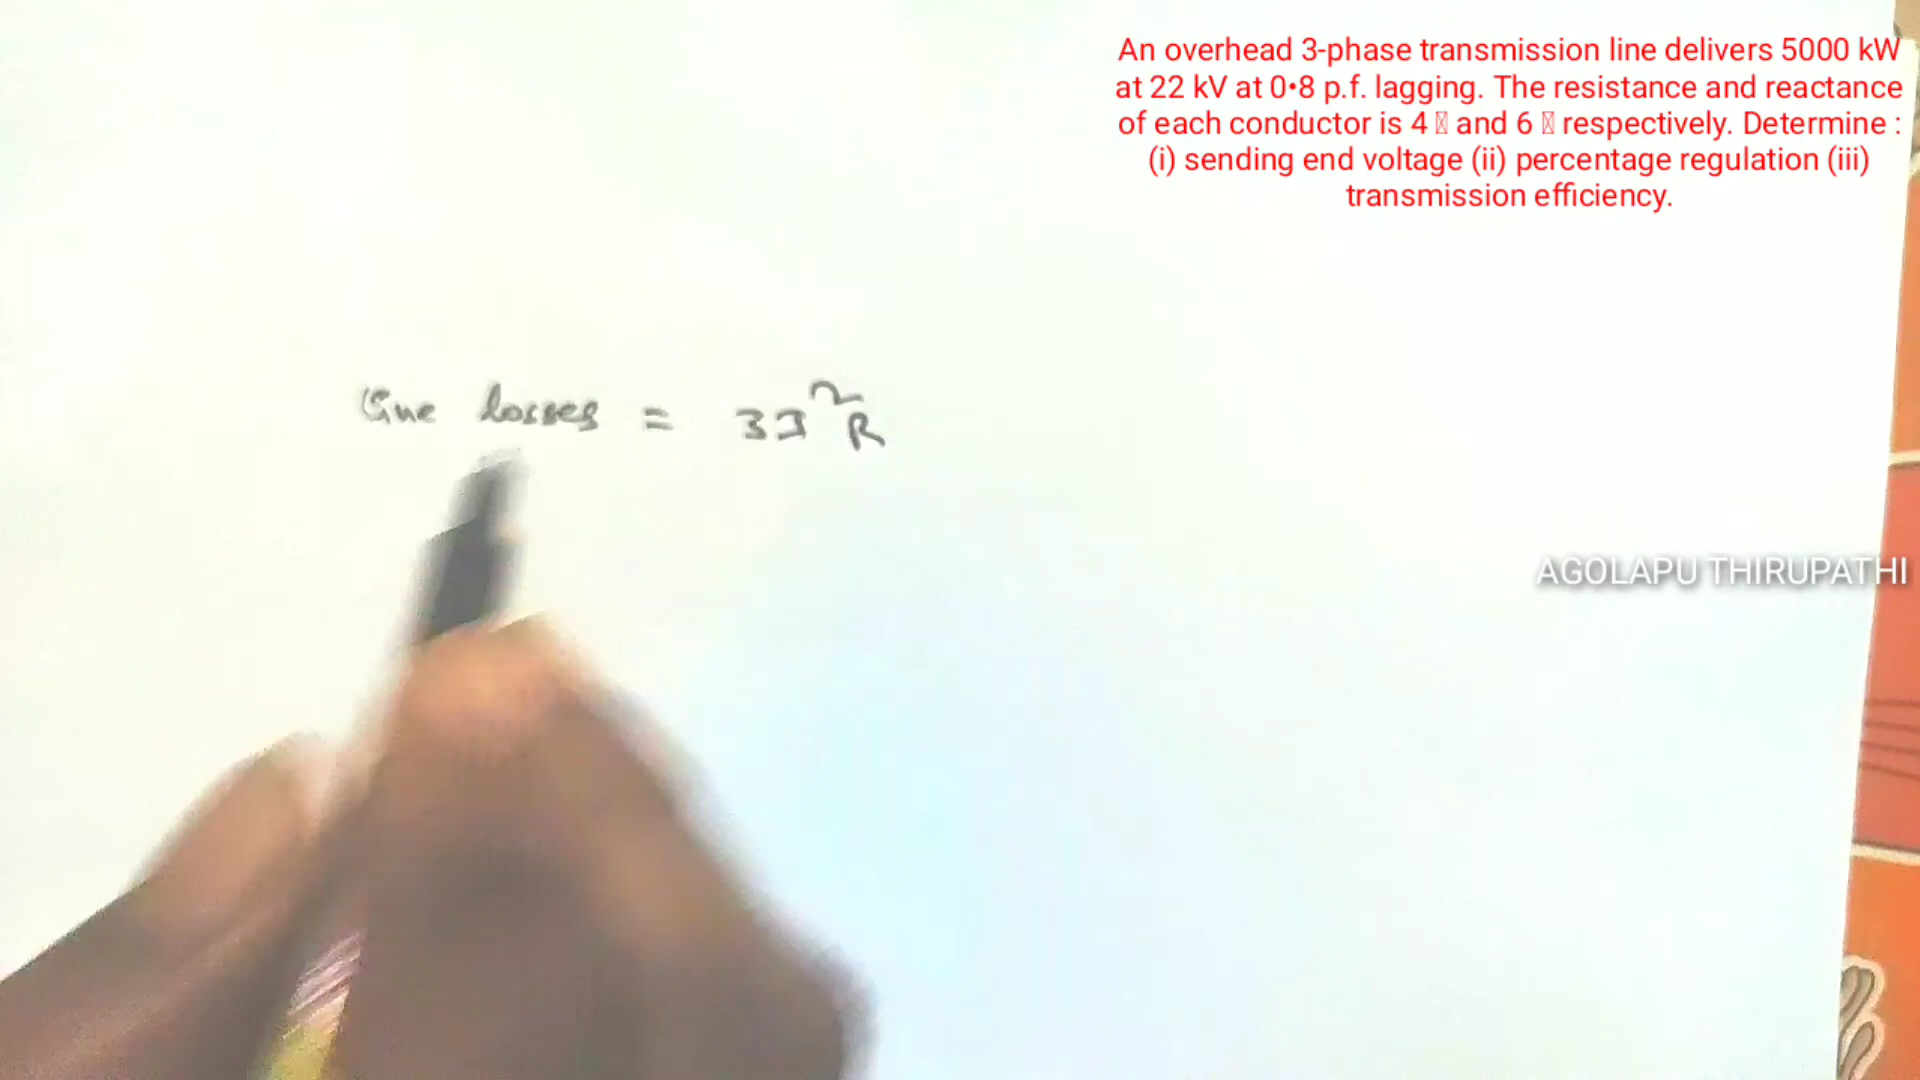 An overhead 3-phase transmission line delivers 5000 kW
at 22 kV at 0•8 p.f. lagging. The resistance and reactance
of each conductor is 4 and 6 respectively. Determine :
(i) sending end voltage (ii) percentage regulation (iii)
transmission efficiency.
Line losses = 3I²R
AGOLAPU THIRUPATHI